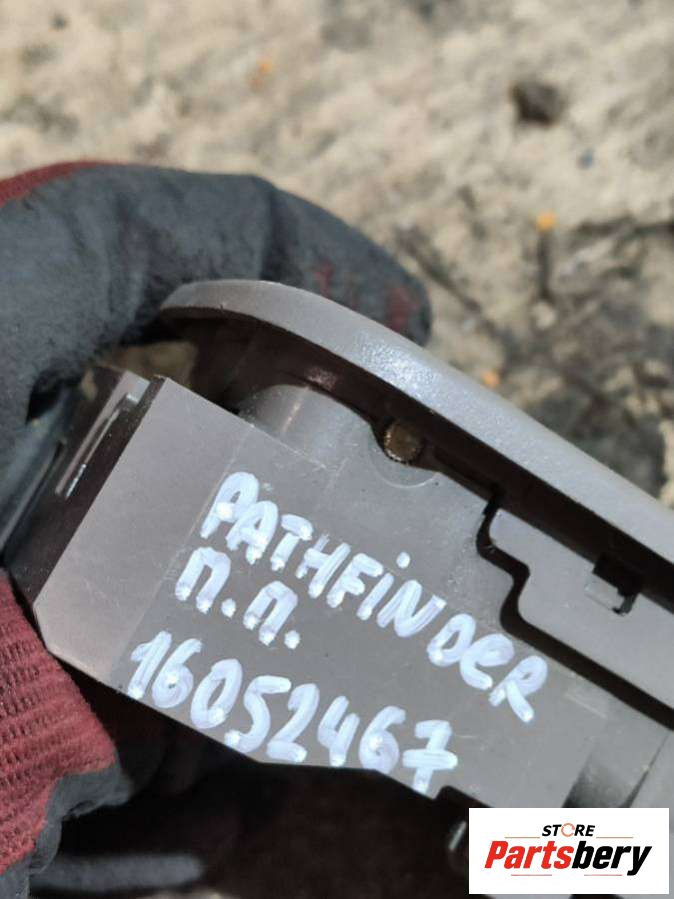 PATHFINDER
П.П.
16052467
STORE
Partsbery